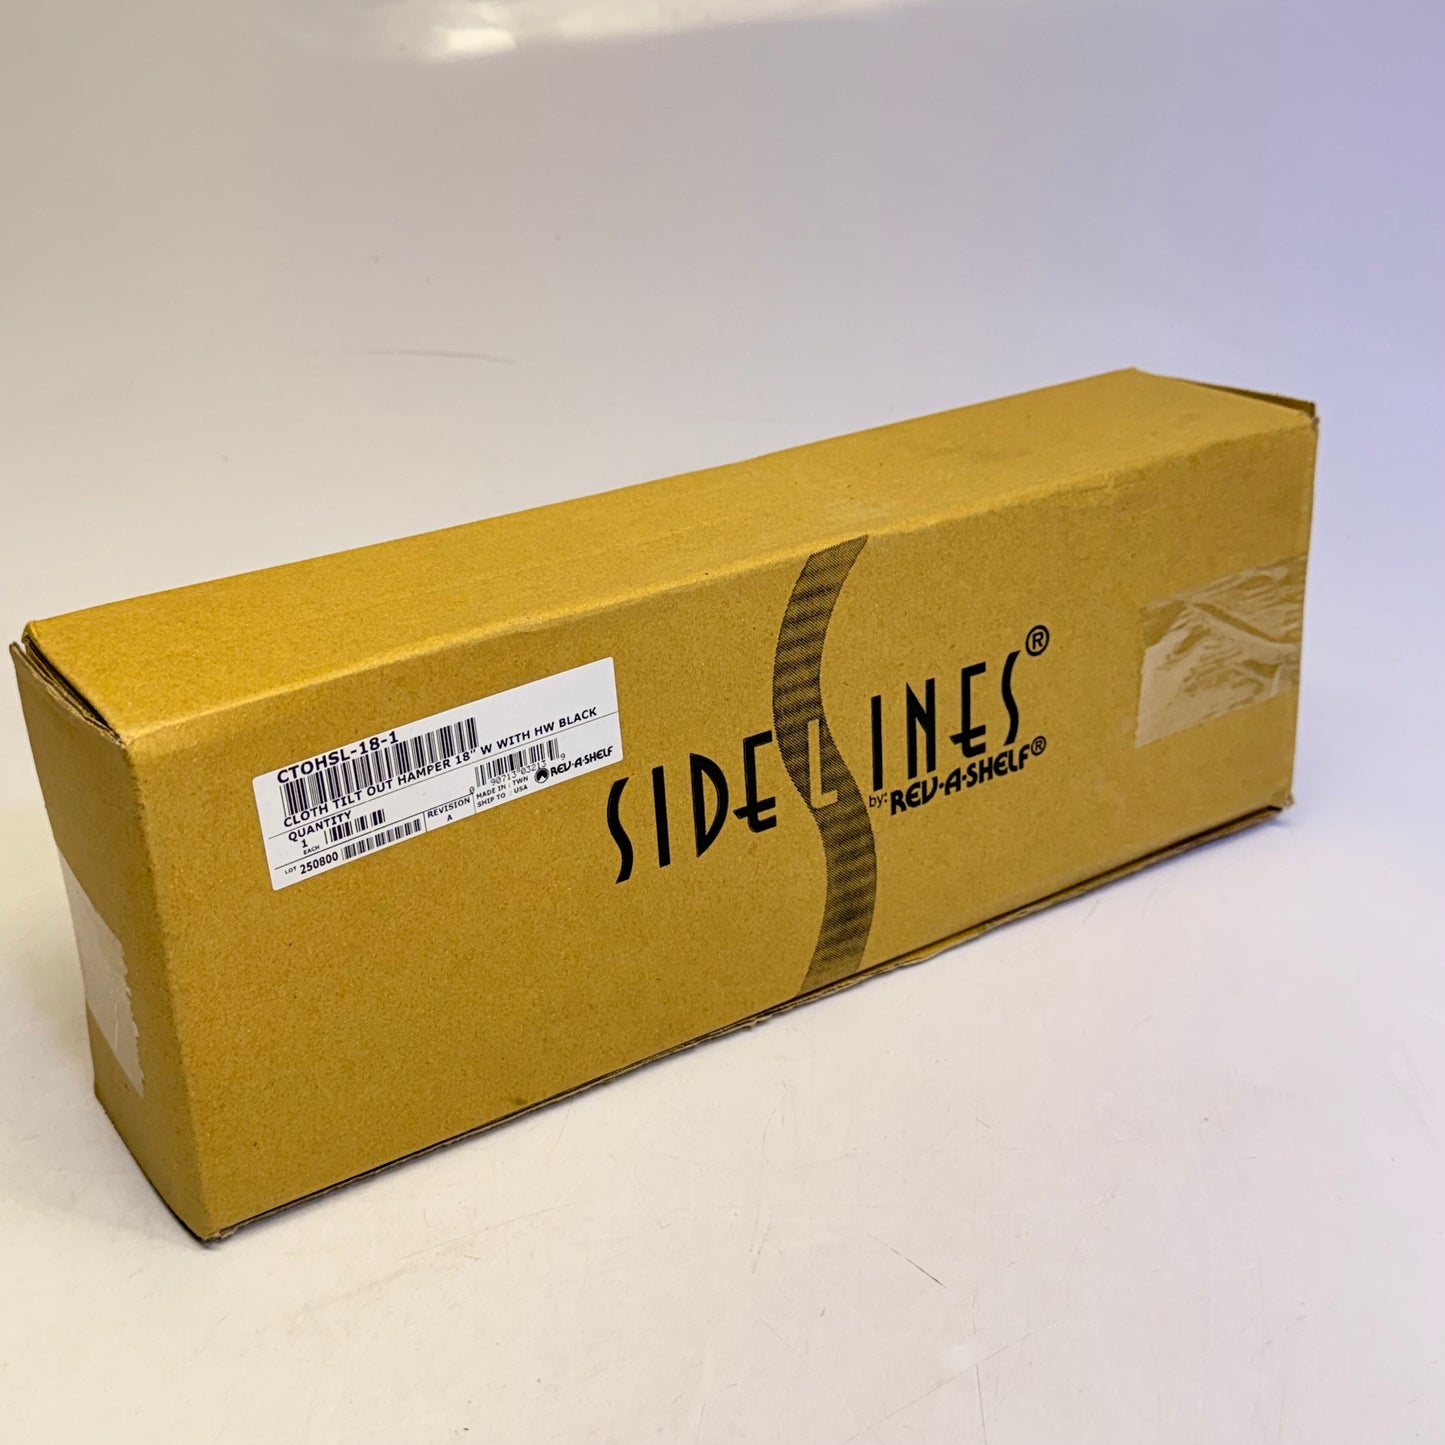 CTOHSL-18-1
CLOTH TILT OUT HAMPER 18" W WITH HW BLACK
QUANTITY
1 EACH
LOT 250800
REVISION
A
MADE IN: TWN
SHIP TO: USA
REV-A-SHELF
SIDELINES®
by: REV-A-SHELF®